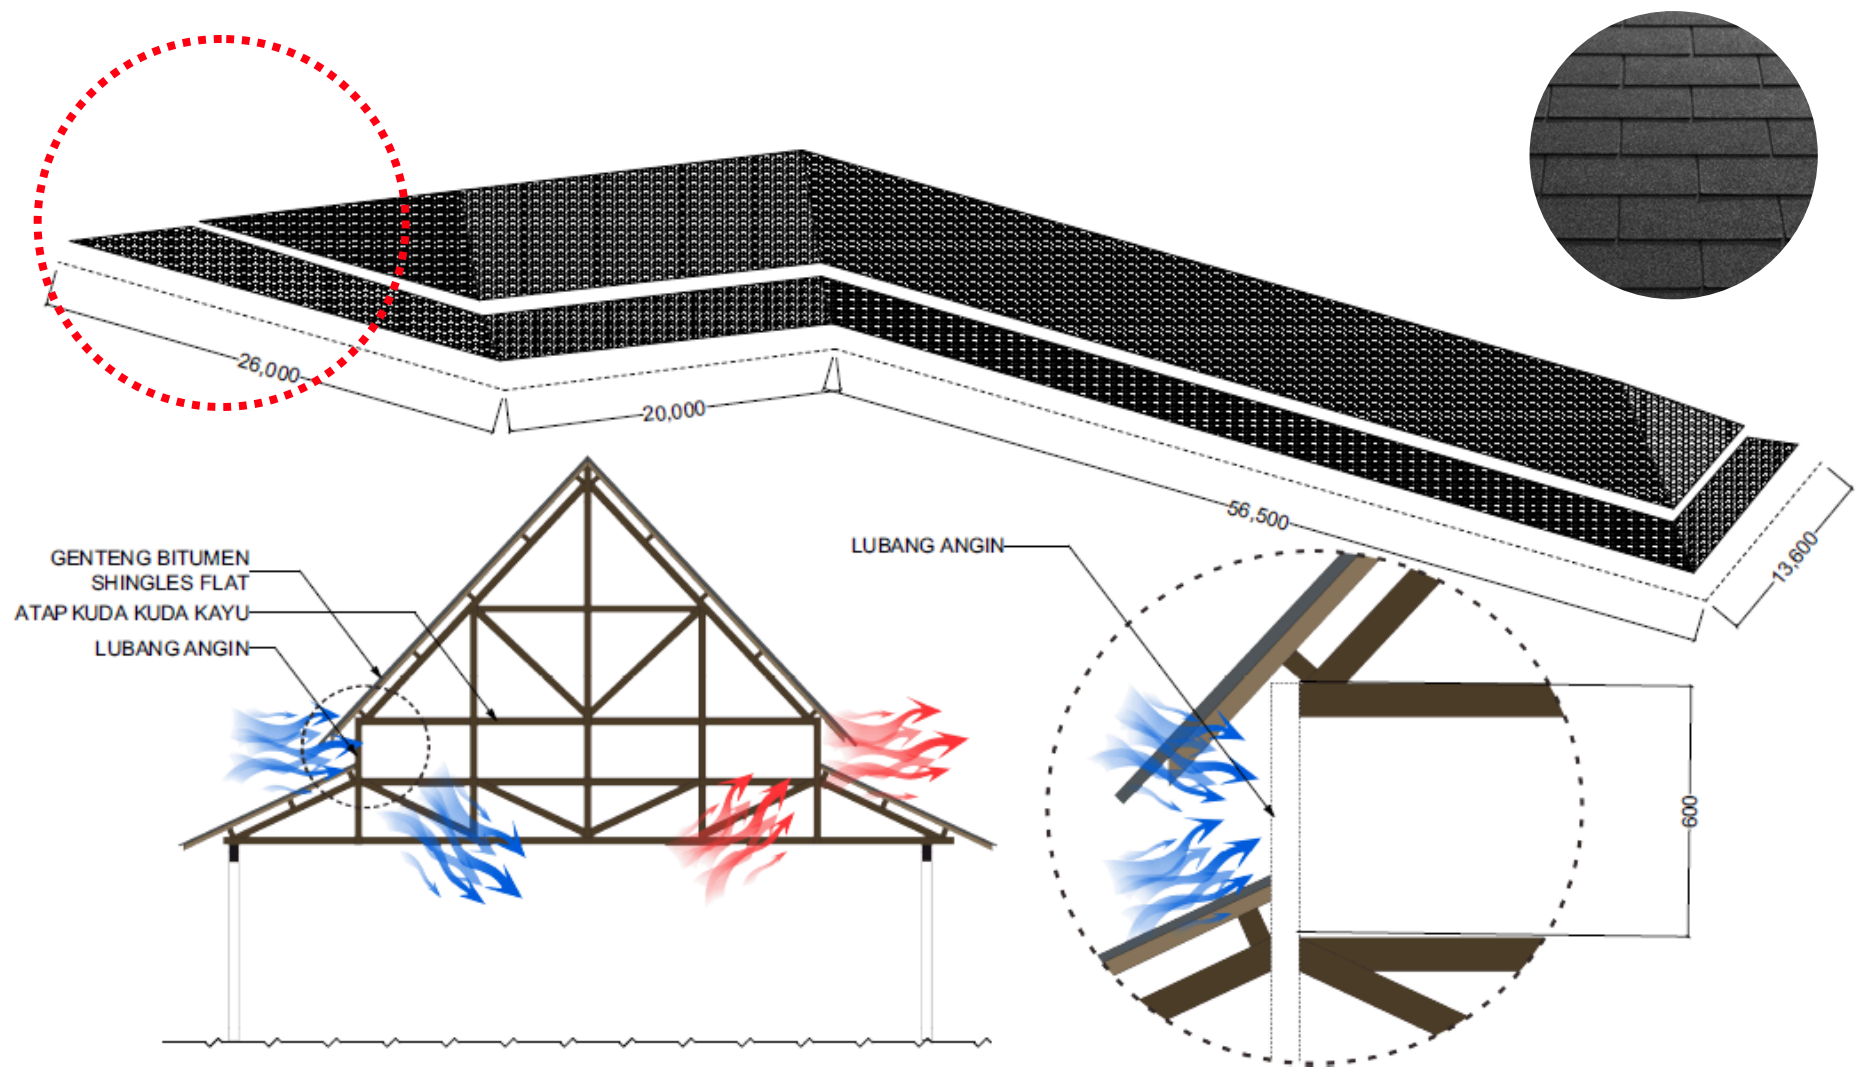 26,000
20,000
56,500
13,600
GENTENG BITUMEN
SHINGLES FLAT
ATAP KUDA KUDA KAYU
LUBANG ANGIN
LUBANG ANGIN
600